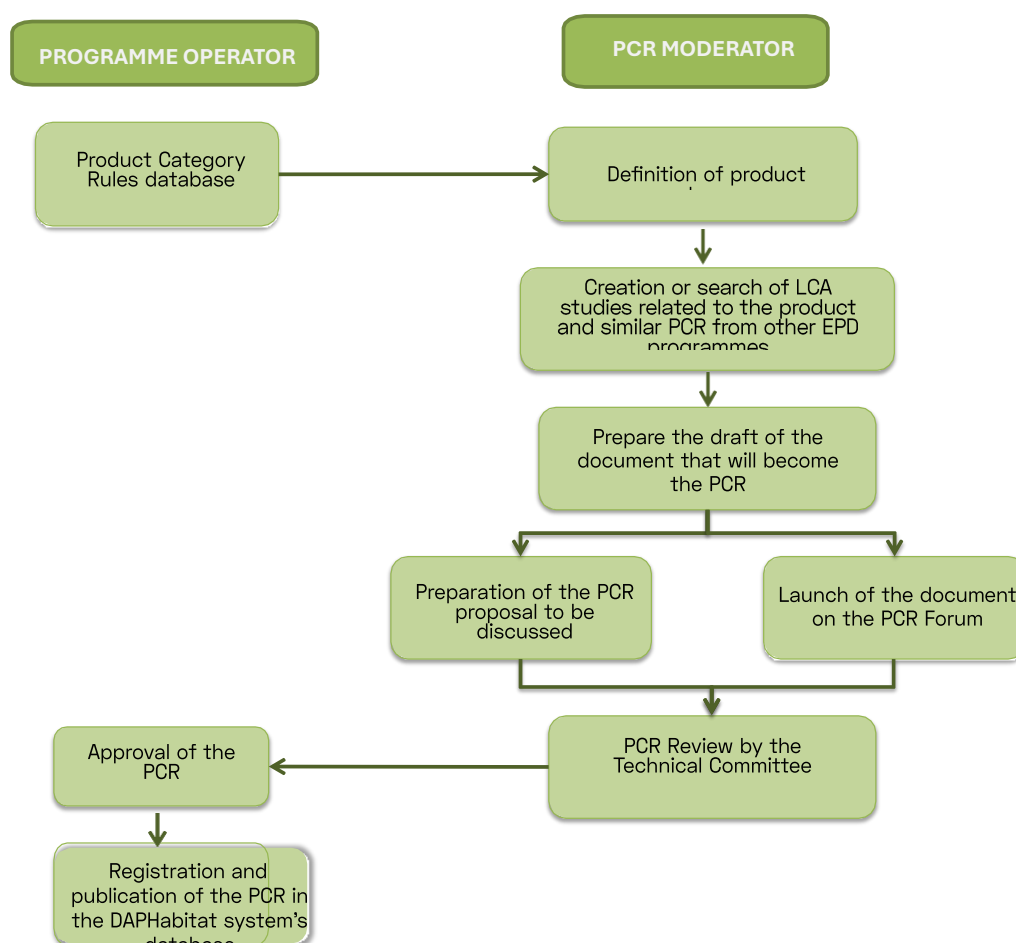 PROGRAMME OPERATOR
PCR MODERATOR
Product Category
Rules database
Definition of product
Creation or search of LCA
studies related to the product
and similar PCR from other EPD
programmes
Prepare the draft of the
document that will become
the PCR
Preparation of the PCR
proposal to be
discussed
Launch of the document
on the PCR Forum
PCR Review by the
Technical Committee
Approval of the
PCR
Registration and
publication of the PCR in
the DAPHabitat system's
database